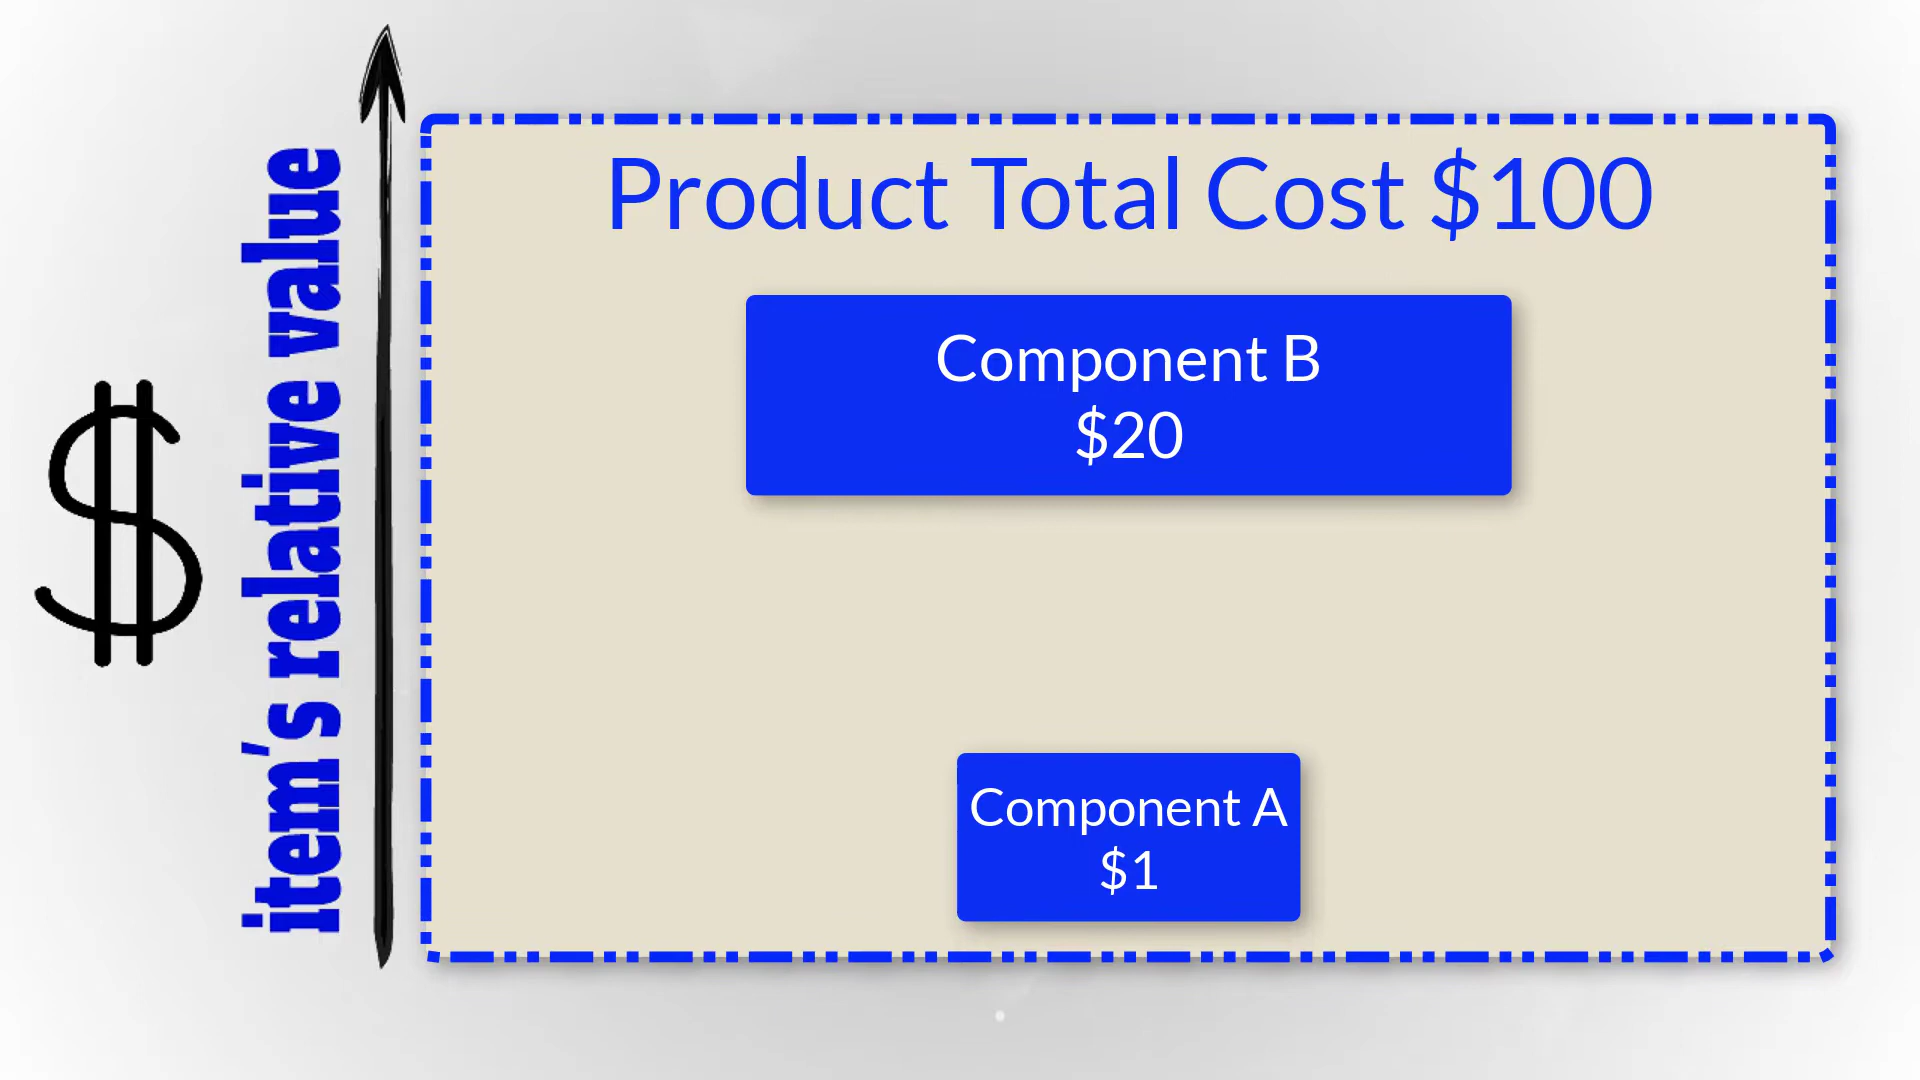 $
item's relative value
Product Total Cost $100
Component B
$20
Component A
$1